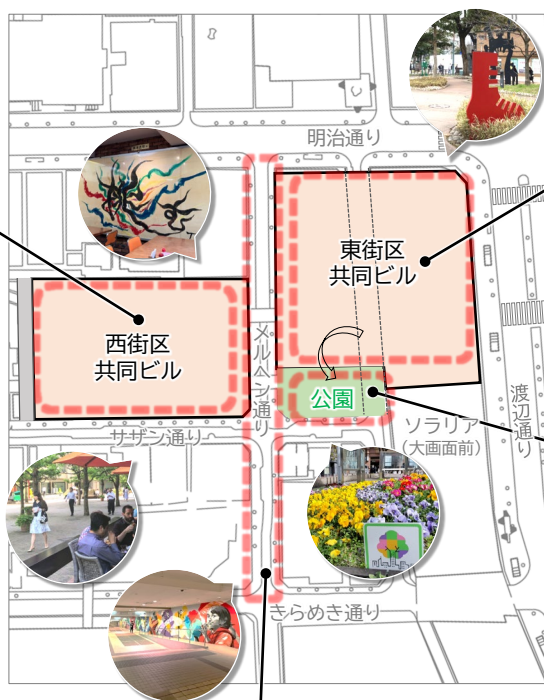 明治通り
東街区
共同ビル
西街区
共同ビル
メルヘン通り
公園
渡辺通り
ソラリア
(大画面前)
サザン通り
きらめき通り